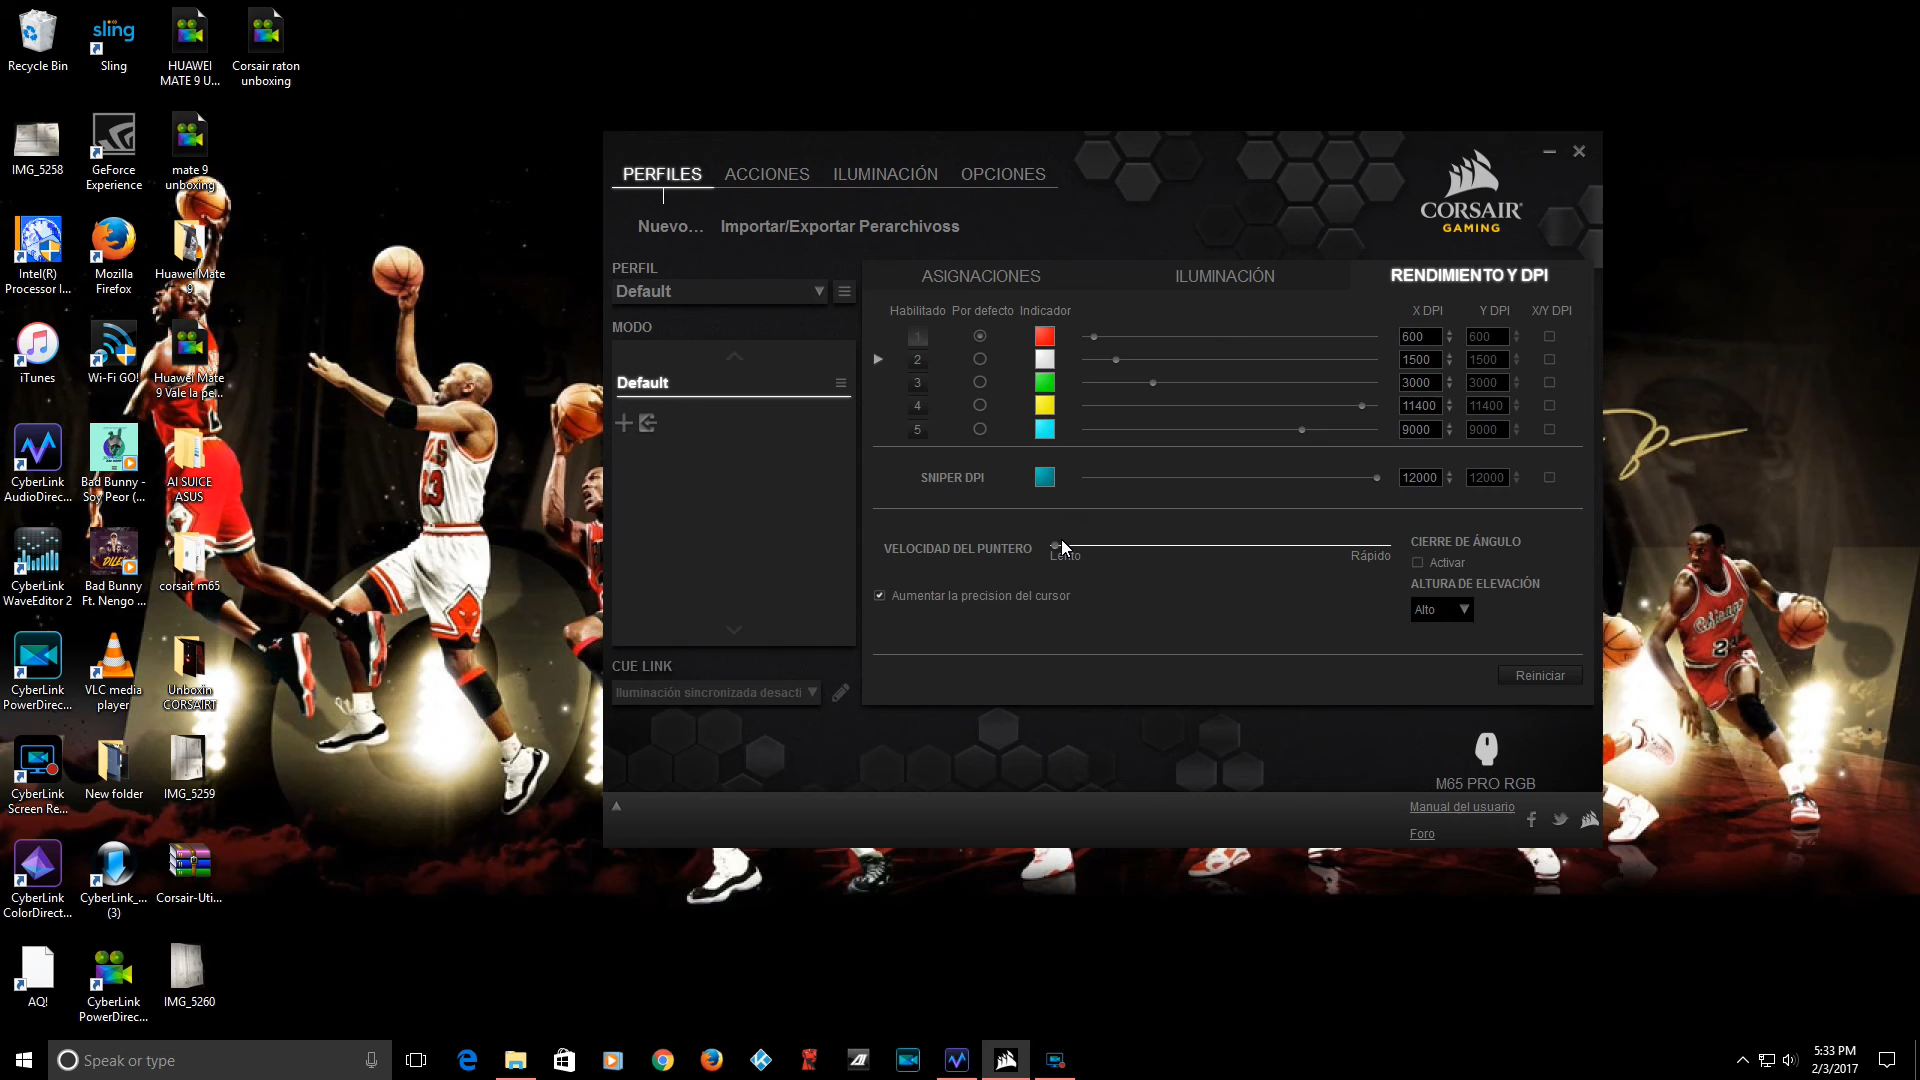 Recycle Bin
Sling
HUAWEI
MATE 9 U...
Corsair raton
unboxing
IMG_5258
GeForce
Experience
mate 9
unboxing
Intel(R)
Processor I...
Mozilla
Firefox
Huawei Mate
9
iTunes
Wi-Fi GO!
Huawei Mate
9 Vale la pe!..
CyberLink
AudioDirec...
Bad Bunny -
Soy Peor (...
AI SUICE
ASUS
CyberLink
WaveEditor 2
Bad Bunny
Ft. Nengo ...
corsait m65
CyberLink
PowerDirec...
VLC media
player
Unboxin
CORSAIRT
CyberLink
Screen Re...
New folder
IMG_5259
CyberLink
ColorDirect...
CyberLink_...
(3)
Corsair-Uti...
AQ!
CyberLink
PowerDirec...
IMG_5260
sling
PERFILES ACCIONES ILUMINACIÓN OPCIONES
CORSAIR
GAMING
Nuevo... Importar/Exportar Perarchivoss
PERFIL
Default
MODO
Default
CUE LINK
Iluminación sincronizada desacti
ASIGNACIONES ILUMINACIÓN RENDIMIENTO Y DPI
Habilitado Por defecto Indicador X DPI Y DPI X/Y DPI
1 600 600
2 1500 1500
3 3000 3000
4 11400 11400
5 9000 9000
SNIPER DPI 12000 12000
VELOCIDAD DEL PUNTERO
Lento Rápido
Aumentar la precision del cursor
CIERRE DE ÁNGULO
Activar
ALTURA DE ELEVACIÓN
Alto
Reiniciar
M65 PRO RGB
Manual del usuario
Foro
Chicago
2
33
Speak or type
5:33 PM
2/3/2017